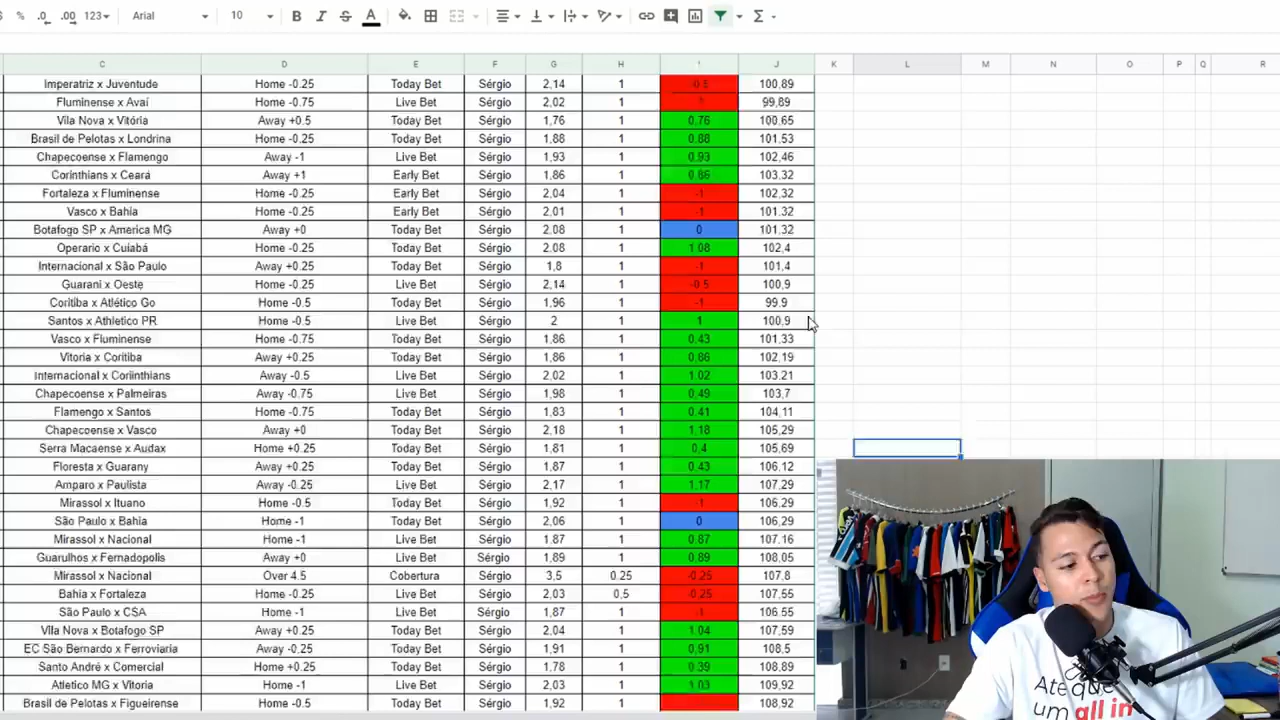 % .0 .00 123 Arial 10 B I S A Σ
C D E F G H I J K L M N O P Q R
Imperatriz x Juventude Home -0.25 Today Bet Sérgio 2,14 1 -0.5 100,89
Fluminense x Avaí Home -0.75 Live Bet Sérgio 2,02 1 99,89
Vila Nova x Vitória Away +0.5 Today Bet Sérgio 1,76 1 0,76 100,65
Brasil de Pelotas x Londrina Home -0.25 Today Bet Sérgio 1,88 1 0,88 101,53
Chapecoense x Flamengo Away -1 Live Bet Sérgio 1,93 1 0,93 102,46
Corinthians x Ceará Away +1 Early Bet Sérgio 1,86 1 0,86 103,32
Fortaleza x Fluminense Home -0.25 Early Bet Sérgio 2,04 1 -1 102,32
Vasco x Bahia Home -0.25 Early Bet Sérgio 2,01 1 -1 101,32
Botafogo SP x America MG Away +0 Today Bet Sérgio 2.08 1 0 101.32
Operario x Cuiabá Home -0.25 Today Bet Sérgio 2.08 1 1.08 102,4
Internacional x São Paulo Away +0.25 Today Bet Sérgio 1,8 1 -1 101,4
Guarani x Oeste Home -0.25 Today Bet Sérgio 2,14 1 -0.5 100,9
Coritiba x Atlético Go Home -0.5 Today Bet Sérgio 1,96 1 -1 99.9
Santos x Athletico PR Home -0.5 Live Bet Sérgio 2 1 1 100,9
Vasco x Fluminense Home -0.75 Today Bet Sérgio 1,86 1 0,43 101,33
Vitoria x Coritiba Away +0.25 Today Bet Sérgio 1,86 1 0,86 102,19
Internacional x Coriinthians Away -0.5 Live Bet Sérgio 2,02 1 1,02 103,21
Chapecoense x Palmeiras Away -0.75 Live Bet Sérgio 1,98 1 0,49 103,7
Flamengo x Santos Home -0.75 Today Bet Sérgio 1,83 1 0,41 104,11
Chapecoense x Vasco Away +0 Today Bet Sérgio 2,18 1 1,18 105,29
Serra Macaense x Audax Home +0.25 Today Bet Sérgio 1,81 1 0,4 105,69
Floresta x Guarany Away +0.25 Today Bet Sérgio 1,87 1 0,43 106,12
Amparo x Paulista Away -0.25 Live Bet Sérgio 2,17 1 1,17 107,29
Mirassol x Ituano Home -0.5 Today Bet Sérgio 1,92 1 -1 106,29
São Paulo x Bahia Home -1 Today Bet Sérgio 2,06 1 0 106,29
Mirassol x Nacional Home -1 Live Bet Sérgio 1,87 1 0,87 107,16
Guarulhos x Fernadopolis Away +0 Live Bet Sérgio 1,89 1 0,89 108,05
Mirassol x Nacional Over 4.5 Cobertura Sérgio 3,5 0.25 -0,25 107,8
Bahia x Fortaleza Home -0.25 Live Bet Sérgio 2,03 0,5 -0,25 107,55
São Paulo x CSA Home -1 Live Bet Sérgio 1,87 1 -1 106,55
Vila Nova x Botafogo SP Away +0.25 Today Bet Sérgio 2,04 1 1,04 107,59
EC São Bernardo x Ferroviaria Away -0.25 Today Bet Sérgio 1,91 1 0,91 108,5
Santo André x Comercial Home +0.25 Today Bet Sérgio 1,78 1 0,39 108,89
Atletico MG x Vitoria Home -1 Live Bet Sérgio 2,03 1 1,03 109,92
Brasil de Pelotas x Figueirense Home -0.5 Today Bet Sérgio 1,92 1 108,92
Até que
um all in